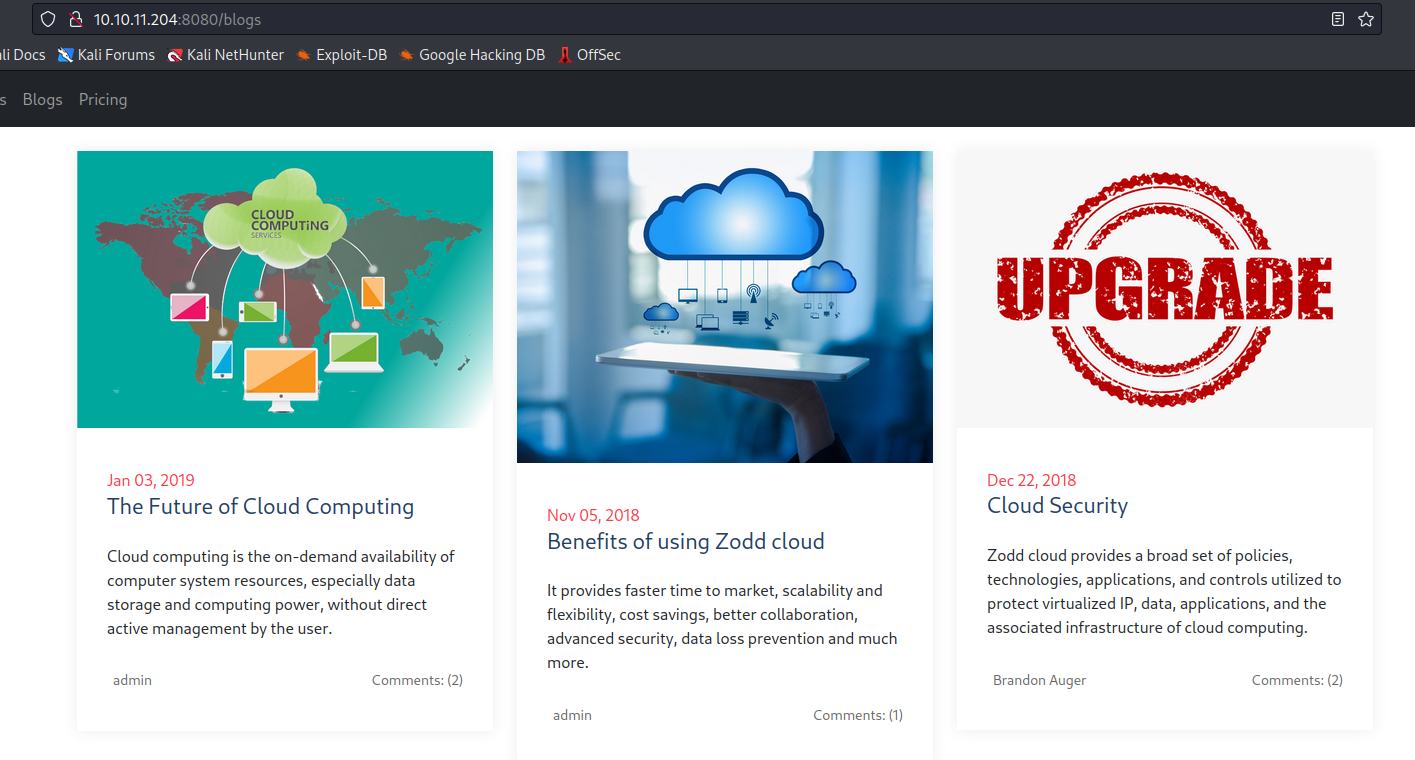 10.10.11.204:8080/blogs
ali Docs Kali Forums Kali NetHunter Exploit-DB Google Hacking DB OffSec
s Blogs Pricing
CLOUD
COMPUTING
SERVICES
Jan 03, 2019
The Future of Cloud Computing
Cloud computing is the on-demand availability of
computer system resources, especially data
storage and computing power, without direct
active management by the user.
admin Comments: (2)
Nov 05, 2018
Benefits of using Zodd cloud
It provides faster time to market, scalability and
flexibility, cost savings, better collaboration,
advanced security, data loss prevention and much
more.
admin Comments: (1)
UPGRADE
Dec 22, 2018
Cloud Security
Zodd cloud provides a broad set of policies,
technologies, applications, and controls utilized to
protect virtualized IP, data, applications, and the
associated infrastructure of cloud computing.
Brandon Auger Comments: (2)